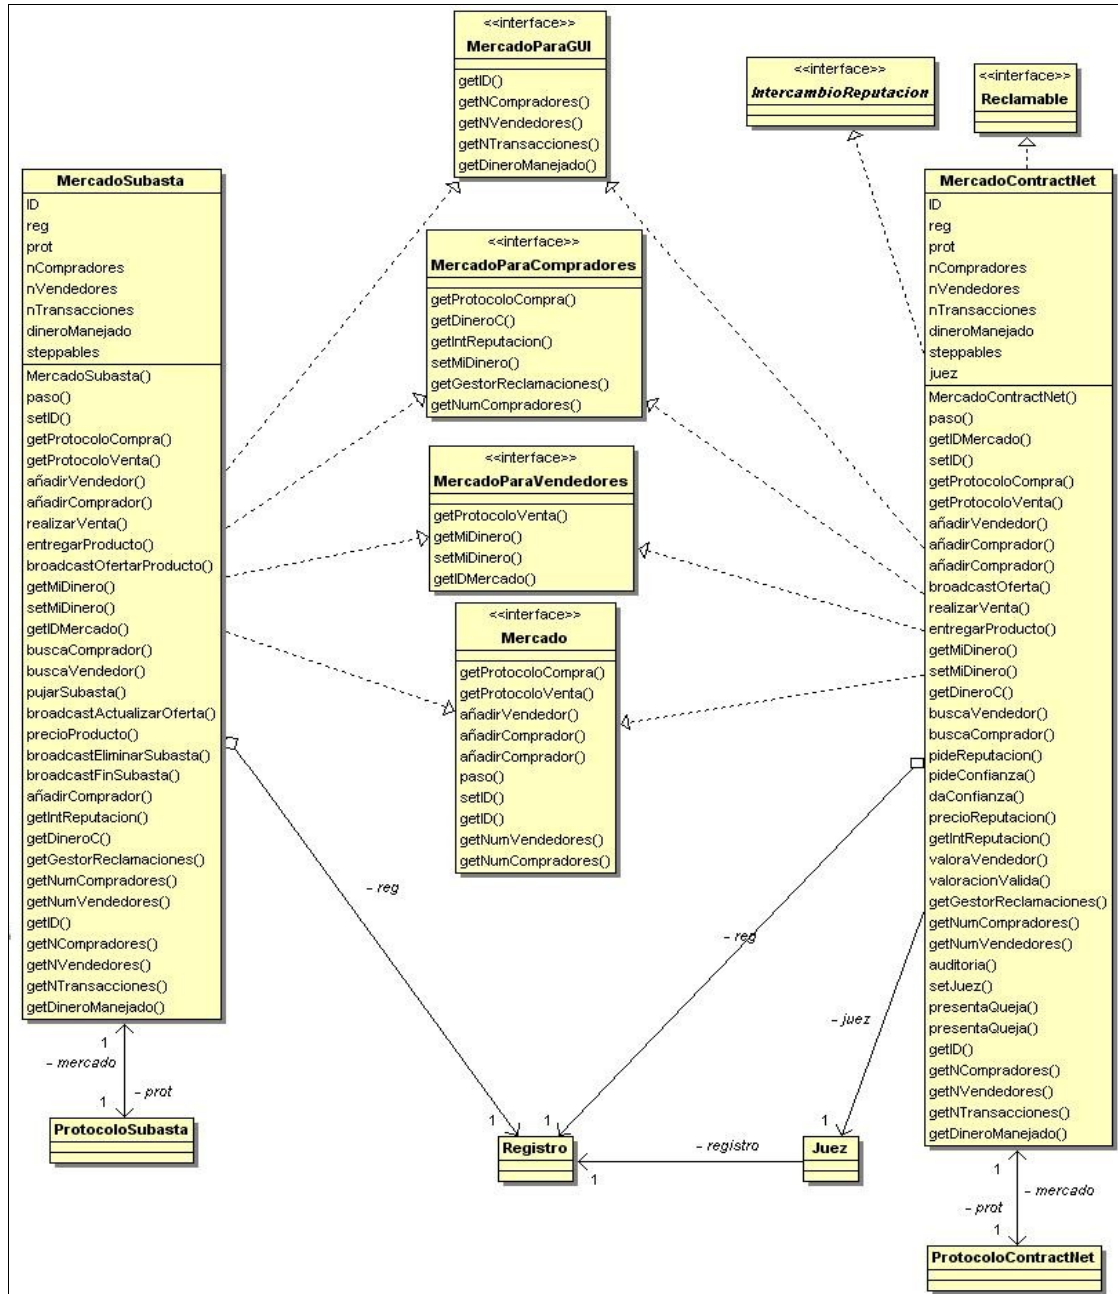 <<interface>>
MercadoParaGUI
getID()
getNCompradores()
getNVendedores()
getNTransacciones()
getDineroManejado()
<<interface>>
IntercambioReputacion
<<interface>>
Reclamable
MercadoSubasta
ID
reg
prot
nCompradores
nVendedores
nTransacciones
dineroManejado
steppables
MercadoSubasta()
paso()
setID()
getProtocoloCompra()
getProtocoloVenta()
añadirVendedor()
añadirComprador()
realizarVenta()
entregarProducto()
broadcastOfertarProducto()
getMiDinero()
setMiDinero()
getIDMercado()
buscaComprador()
buscaVendedor()
pujarSubasta()
broadcastActualizarOferta()
precioProducto()
broadcastEliminarSubasta()
broadcastFinSubasta()
añadirComprador()
getIntReputacion()
getDineroC()
getGestorReclamaciones()
getNumCompradores()
getNumVendedores()
getID()
getNCompradores()
getNVendedores()
getNTransacciones()
getDineroManejado()
<<interface>>
MercadoParaCompradores
getProtocoloCompra()
getDineroC()
getIntReputacion()
setMiDinero()
getGestorReclamaciones()
getNumCompradores()
<<interface>>
MercadoParaVendedores
getProtocoloVenta()
getMiDinero()
setMiDinero()
getIDMercado()
<<interface>>
Mercado
getProtocoloCompra()
getProtocoloVenta()
añadirVendedor()
añadirComprador()
añadirComprador()
paso()
setID()
getID()
getNumVendedores()
getNumCompradores()
MercadoContractNet
ID
reg
prot
nCompradores
nVendedores
nTransacciones
dineroManejado
steppables
juez
MercadoContractNet()
paso()
getIDMercado()
setID()
getProtocoloCompra()
getProtocoloVenta()
añadirVendedor()
añadirComprador()
añadirComprador()
broadcastOferta()
realizarVenta()
entregarProducto()
getMiDinero()
setMiDinero()
getDineroC()
buscaVendedor()
buscaComprador()
pideReputacion()
pideConfianza()
daConfianza()
precioReputacion()
getIntReputacion()
valoraVendedor()
valoracionValida()
getGestorReclamaciones()
getNumCompradores()
getNumVendedores()
auditoria()
setJuez()
presentaQueja()
presentaQueja()
getID()
getNCompradores()
getNVendedores()
getNTransacciones()
getDineroManejado()
- reg
- reg
- juez
1
- mercado
- prot
1
ProtocoloSubasta
1
1
Registro
- registro
1
1
Juez
1
- mercado
- prot
1
ProtocoloContractNet